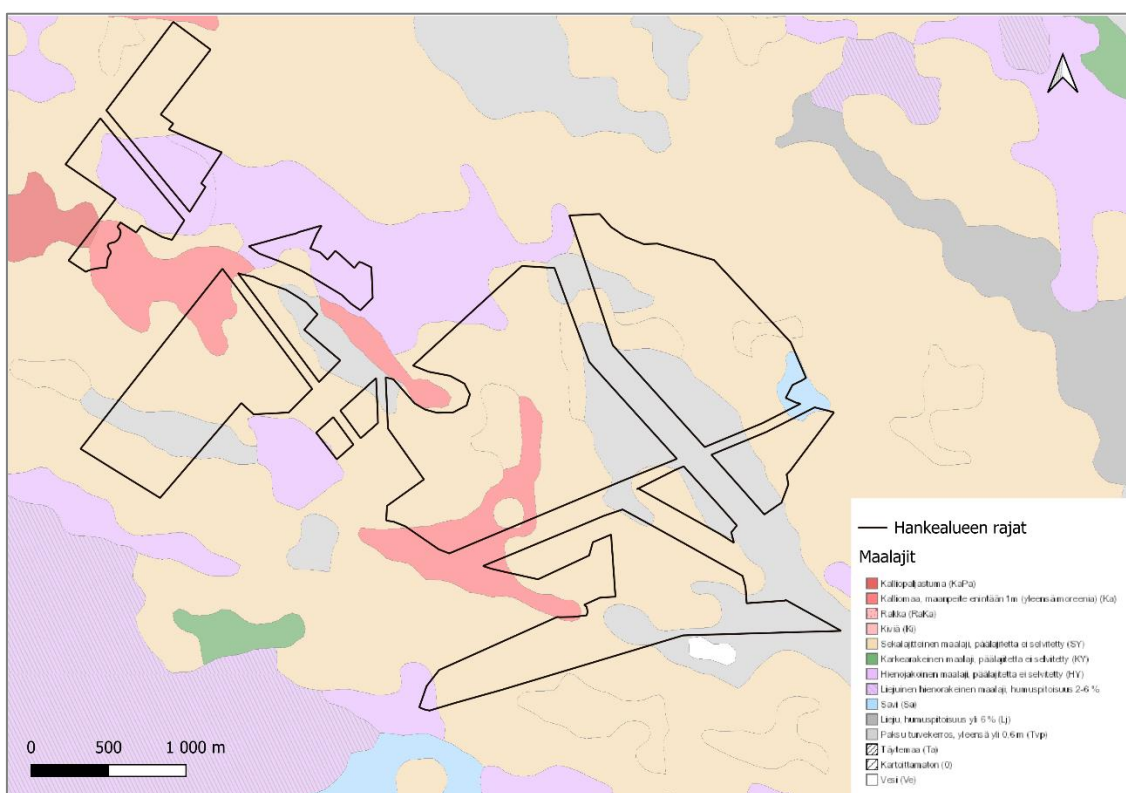 Hankealueen rajat
Maalajit
Kalliopaljastuma (KaPa)
Kalliomaa, maanpeite enintään 1m (yleensä moreenia) (Ka)
Rakka (RaKa)
Kiviä (Ki)
Sekalajitteinen maalaji, päälajitetta ei selvitetty (SY)
Karkearakeinen maalaji, päälajitetta ei selvitetty (KY)
Hienojakoinen maalaji, päälajitetta ei selvitetty (HY)
Liejuinen hienorakeinen maalaji, humuspitoisuus 2-6 %
Savi (Sa)
Lieju, humuspitoisuus yli 6 % (Lj)
Paksu turvekerros, yleensä yli 0,6m (Tvp)
Täytemaa (Ta)
Kartoittamaton (0)
Vesi (Ve)
0 500 1 000 m